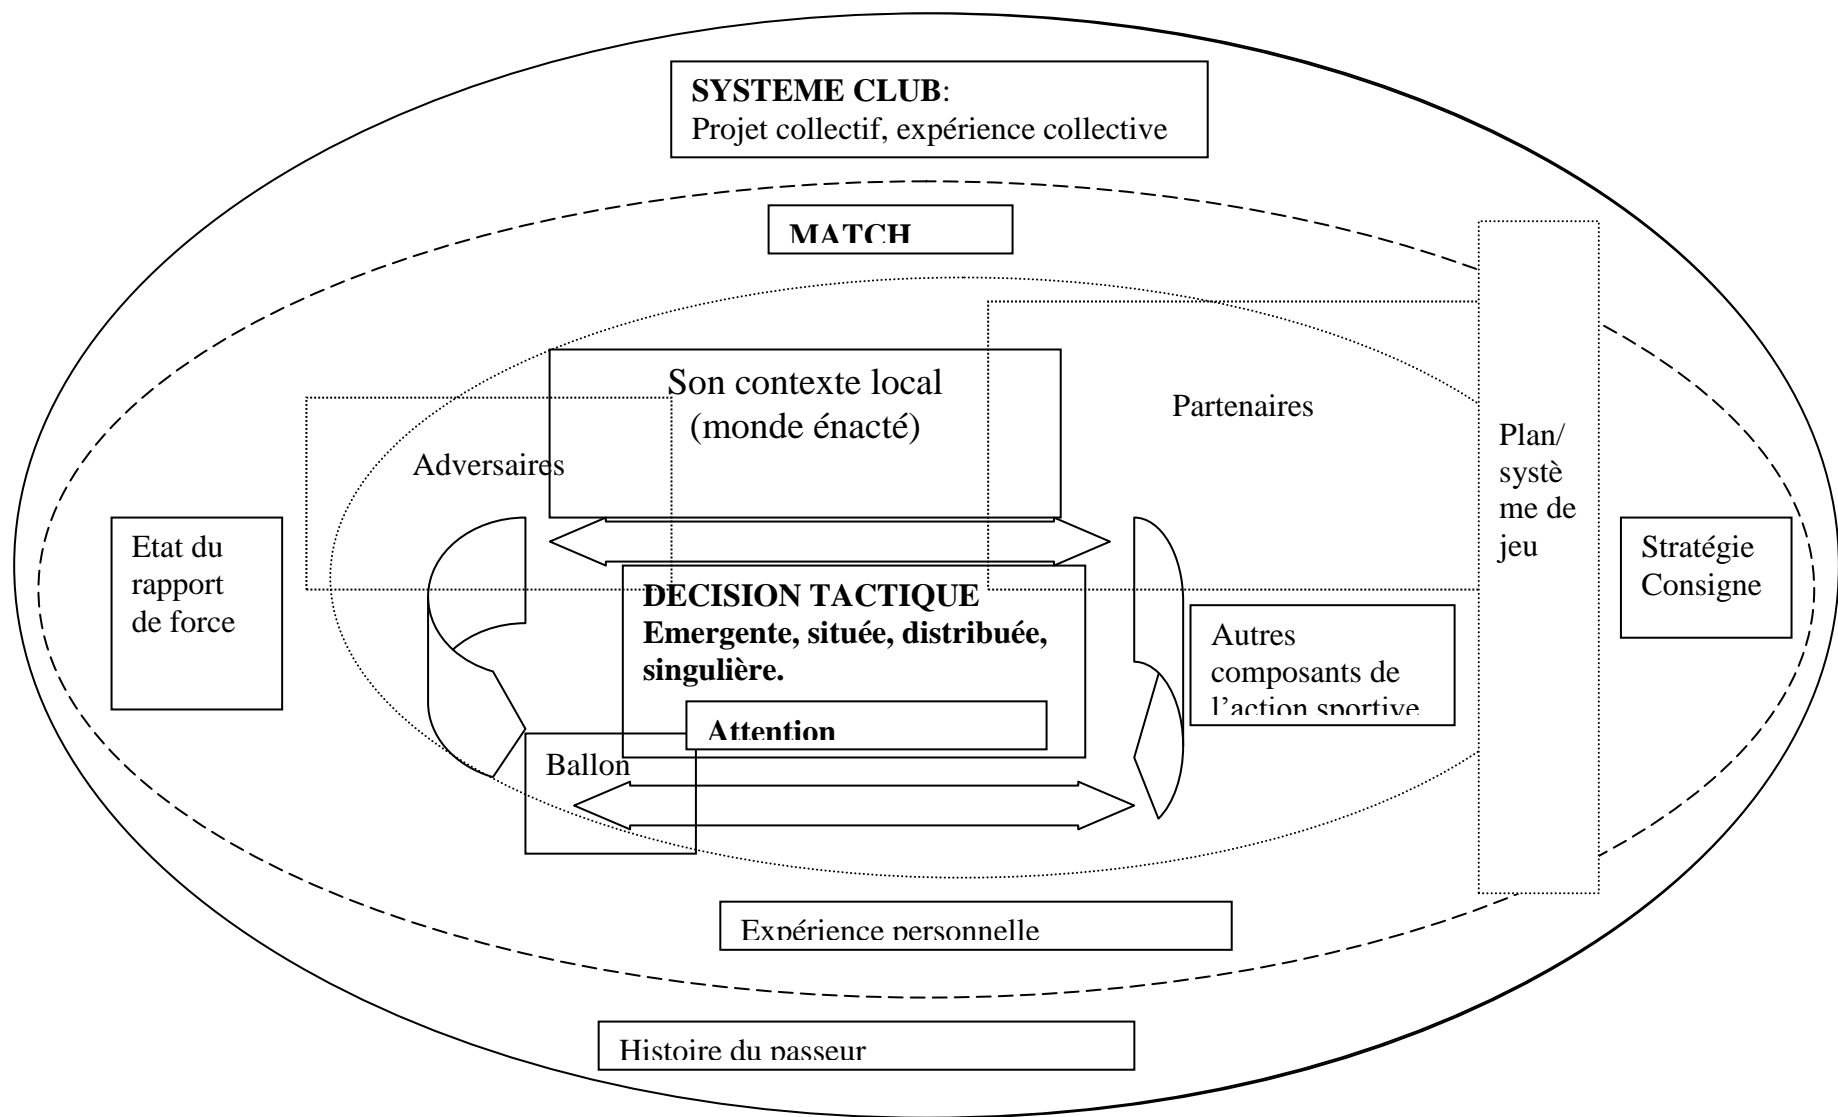 SYSTEME CLUB:
Projet collectif, expérience collective
MATCH
Son contexte local
(monde énacté)
Partenaires
Adversaires
Plan/
systè
me de
jeu
Etat du
rapport
de force
Stratégie
Consigne
DECISION TACTIQUE
Emergente, située, distribuée,
singulière.
Autres
composants de
l’action sportive
Attention
Ballon
Expérience personnelle
Histoire du passeur